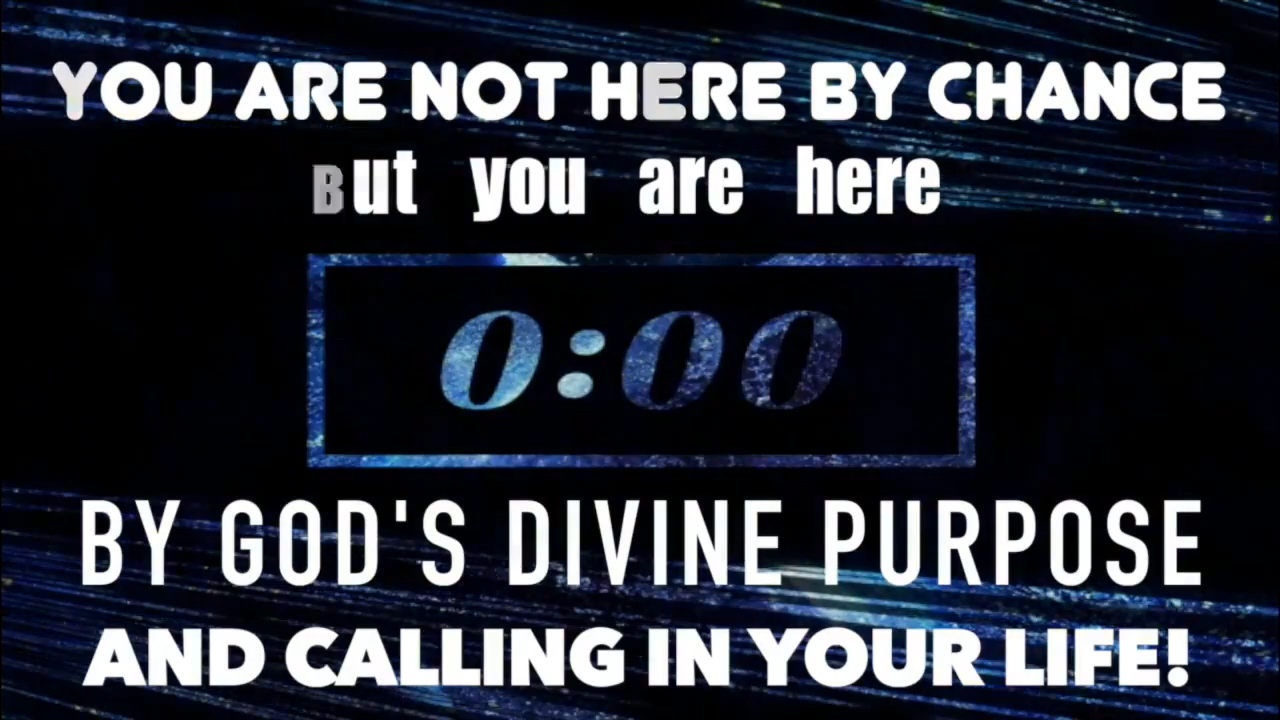 YOU ARE NOT HERE BY CHANCE
But you are here
0:00
BY GOD'S DIVINE PURPOSE
AND CALLING IN YOUR LIFE!